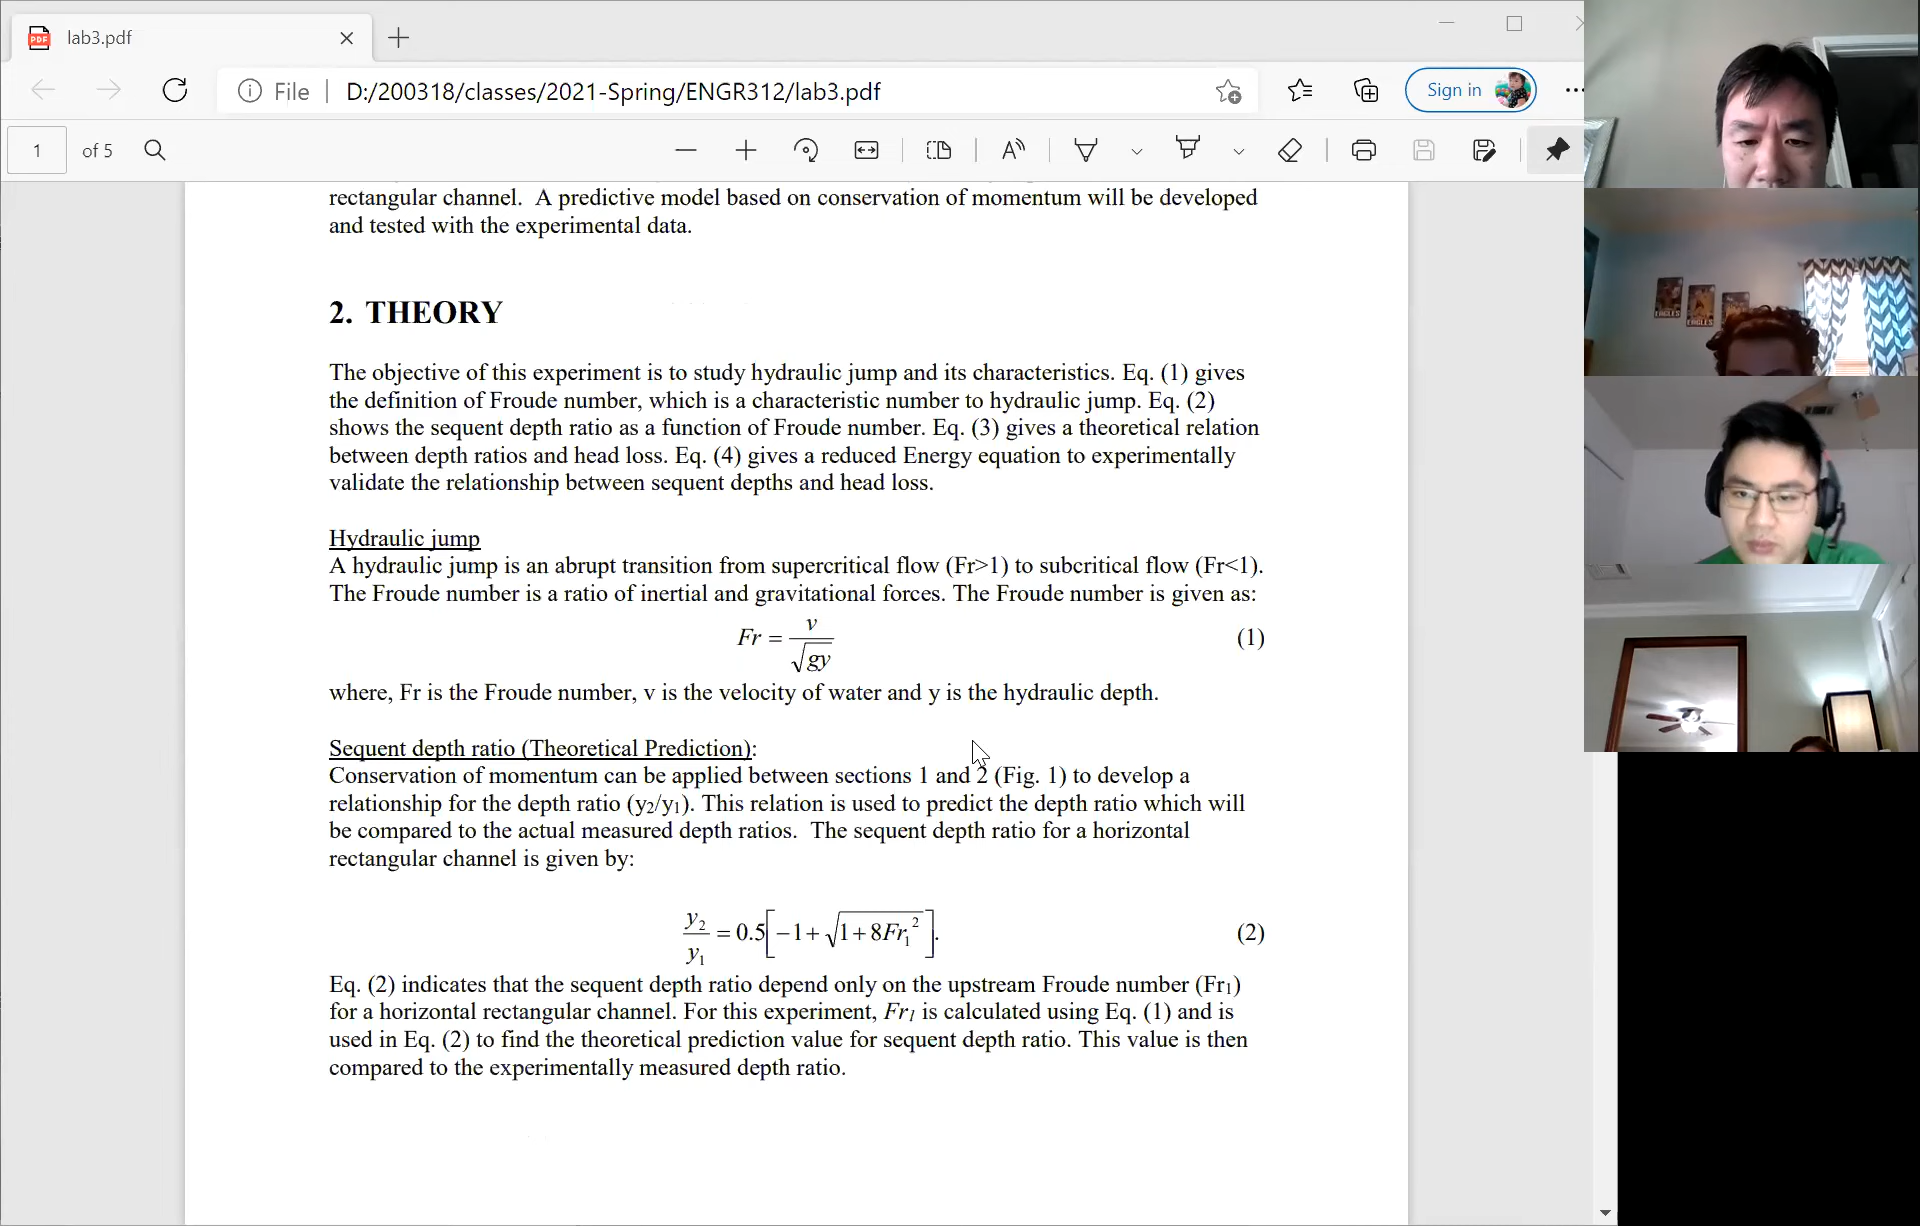 lab3.pdf
File
D:/200318/classes/2021-Spring/ENGR312/lab3.pdf
Sign in
1 of 5
rectangular channel. A predictive model based on conservation of momentum will be developed
and tested with the experimental data.
2. THEORY
The objective of this experiment is to study hydraulic jump and its characteristics. Eq. (1) gives
the definition of Froude number, which is a characteristic number to hydraulic jump. Eq. (2)
shows the sequent depth ratio as a function of Froude number. Eq. (3) gives a theoretical relation
between depth ratios and head loss. Eq. (4) gives a reduced Energy equation to experimentally
validate the relationship between sequent depths and head loss.
Hydraulic jump
A hydraulic jump is an abrupt transition from supercritical flow (Fr>1) to subcritical flow (Fr<1).
The Froude number is a ratio of inertial and gravitational forces. The Froude number is given as:
Fr = v / √gy (1)
where, Fr is the Froude number, v is the velocity of water and y is the hydraulic depth.
Sequent depth ratio (Theoretical Prediction):
Conservation of momentum can be applied between sections 1 and 2 (Fig. 1) to develop a
relationship for the depth ratio (y₂/y₁). This relation is used to predict the depth ratio which will
be compared to the actual measured depth ratios. The sequent depth ratio for a horizontal
rectangular channel is given by:
y₂/y₁ = 0.5[−1+√1+8Fr₁²]. (2)
Eq. (2) indicates that the sequent depth ratio depend only on the upstream Froude number (Fr₁)
for a horizontal rectangular channel. For this experiment, Fr₁ is calculated using Eq. (1) and is
used in Eq. (2) to find the theoretical prediction value for sequent depth ratio. This value is then
compared to the experimentally measured depth ratio.
EAGLES
EAGLES